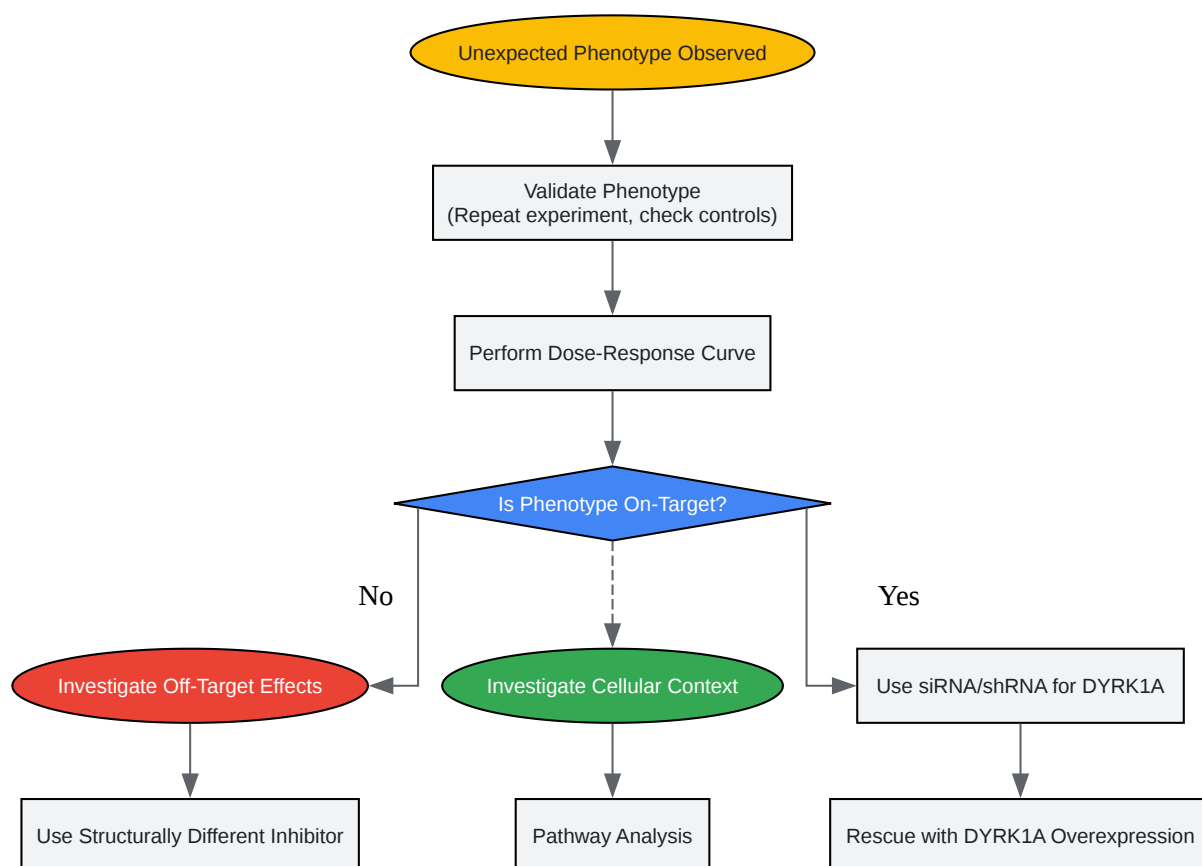 Unexpected Phenotype Observed
Validate Phenotype
(Repeat experiment, check controls)
Perform Dose-Response Curve
Is Phenotype On-Target?
No
Yes
Investigate Off-Target Effects
Investigate Cellular Context
Use siRNA/shRNA for DYRK1A
Use Structurally Different Inhibitor
Pathway Analysis
Rescue with DYRK1A Overexpression